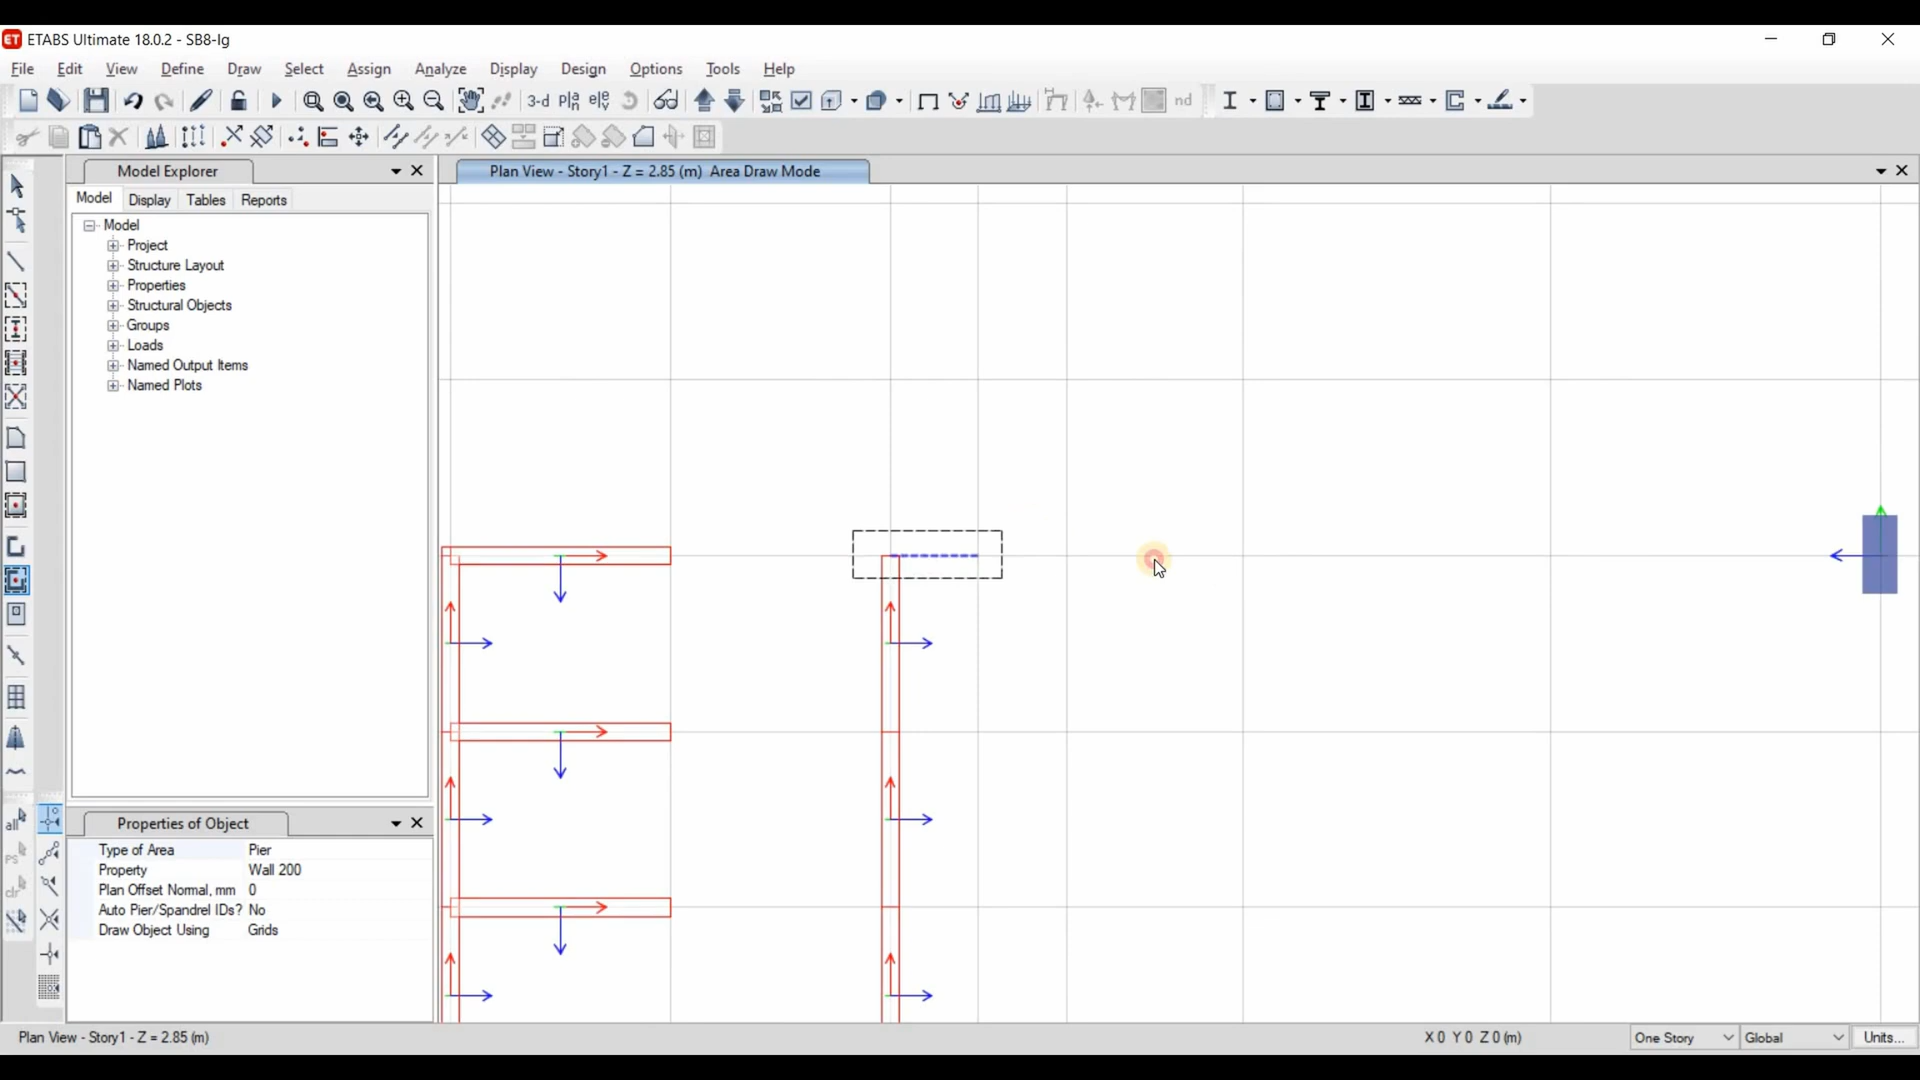 ETABS Ultimate 18.0.2 - SB8-Ig
File Edit View Define Draw Select Assign Analyze Display Design Options Tools Help
3-d nd
Model Explorer
Plan View - Story1 - Z = 2.85 (m) Area Draw Mode
Model Display Tables Reports
Model
Project
Structure Layout
Properties
Structural Objects
Groups
Loads
Named Output Items
Named Plots
all
Properties of Object
Type of Area Pier
Property Wall 200
Plan Offset Normal, mm 0
Auto Pier/Spandrel IDs? No
Draw Object Using Grids
ps
clr
Plan View - Story1 - Z = 2.85 (m)
X 0 Y 0 Z 0 (m)
One Story
Global
Units...